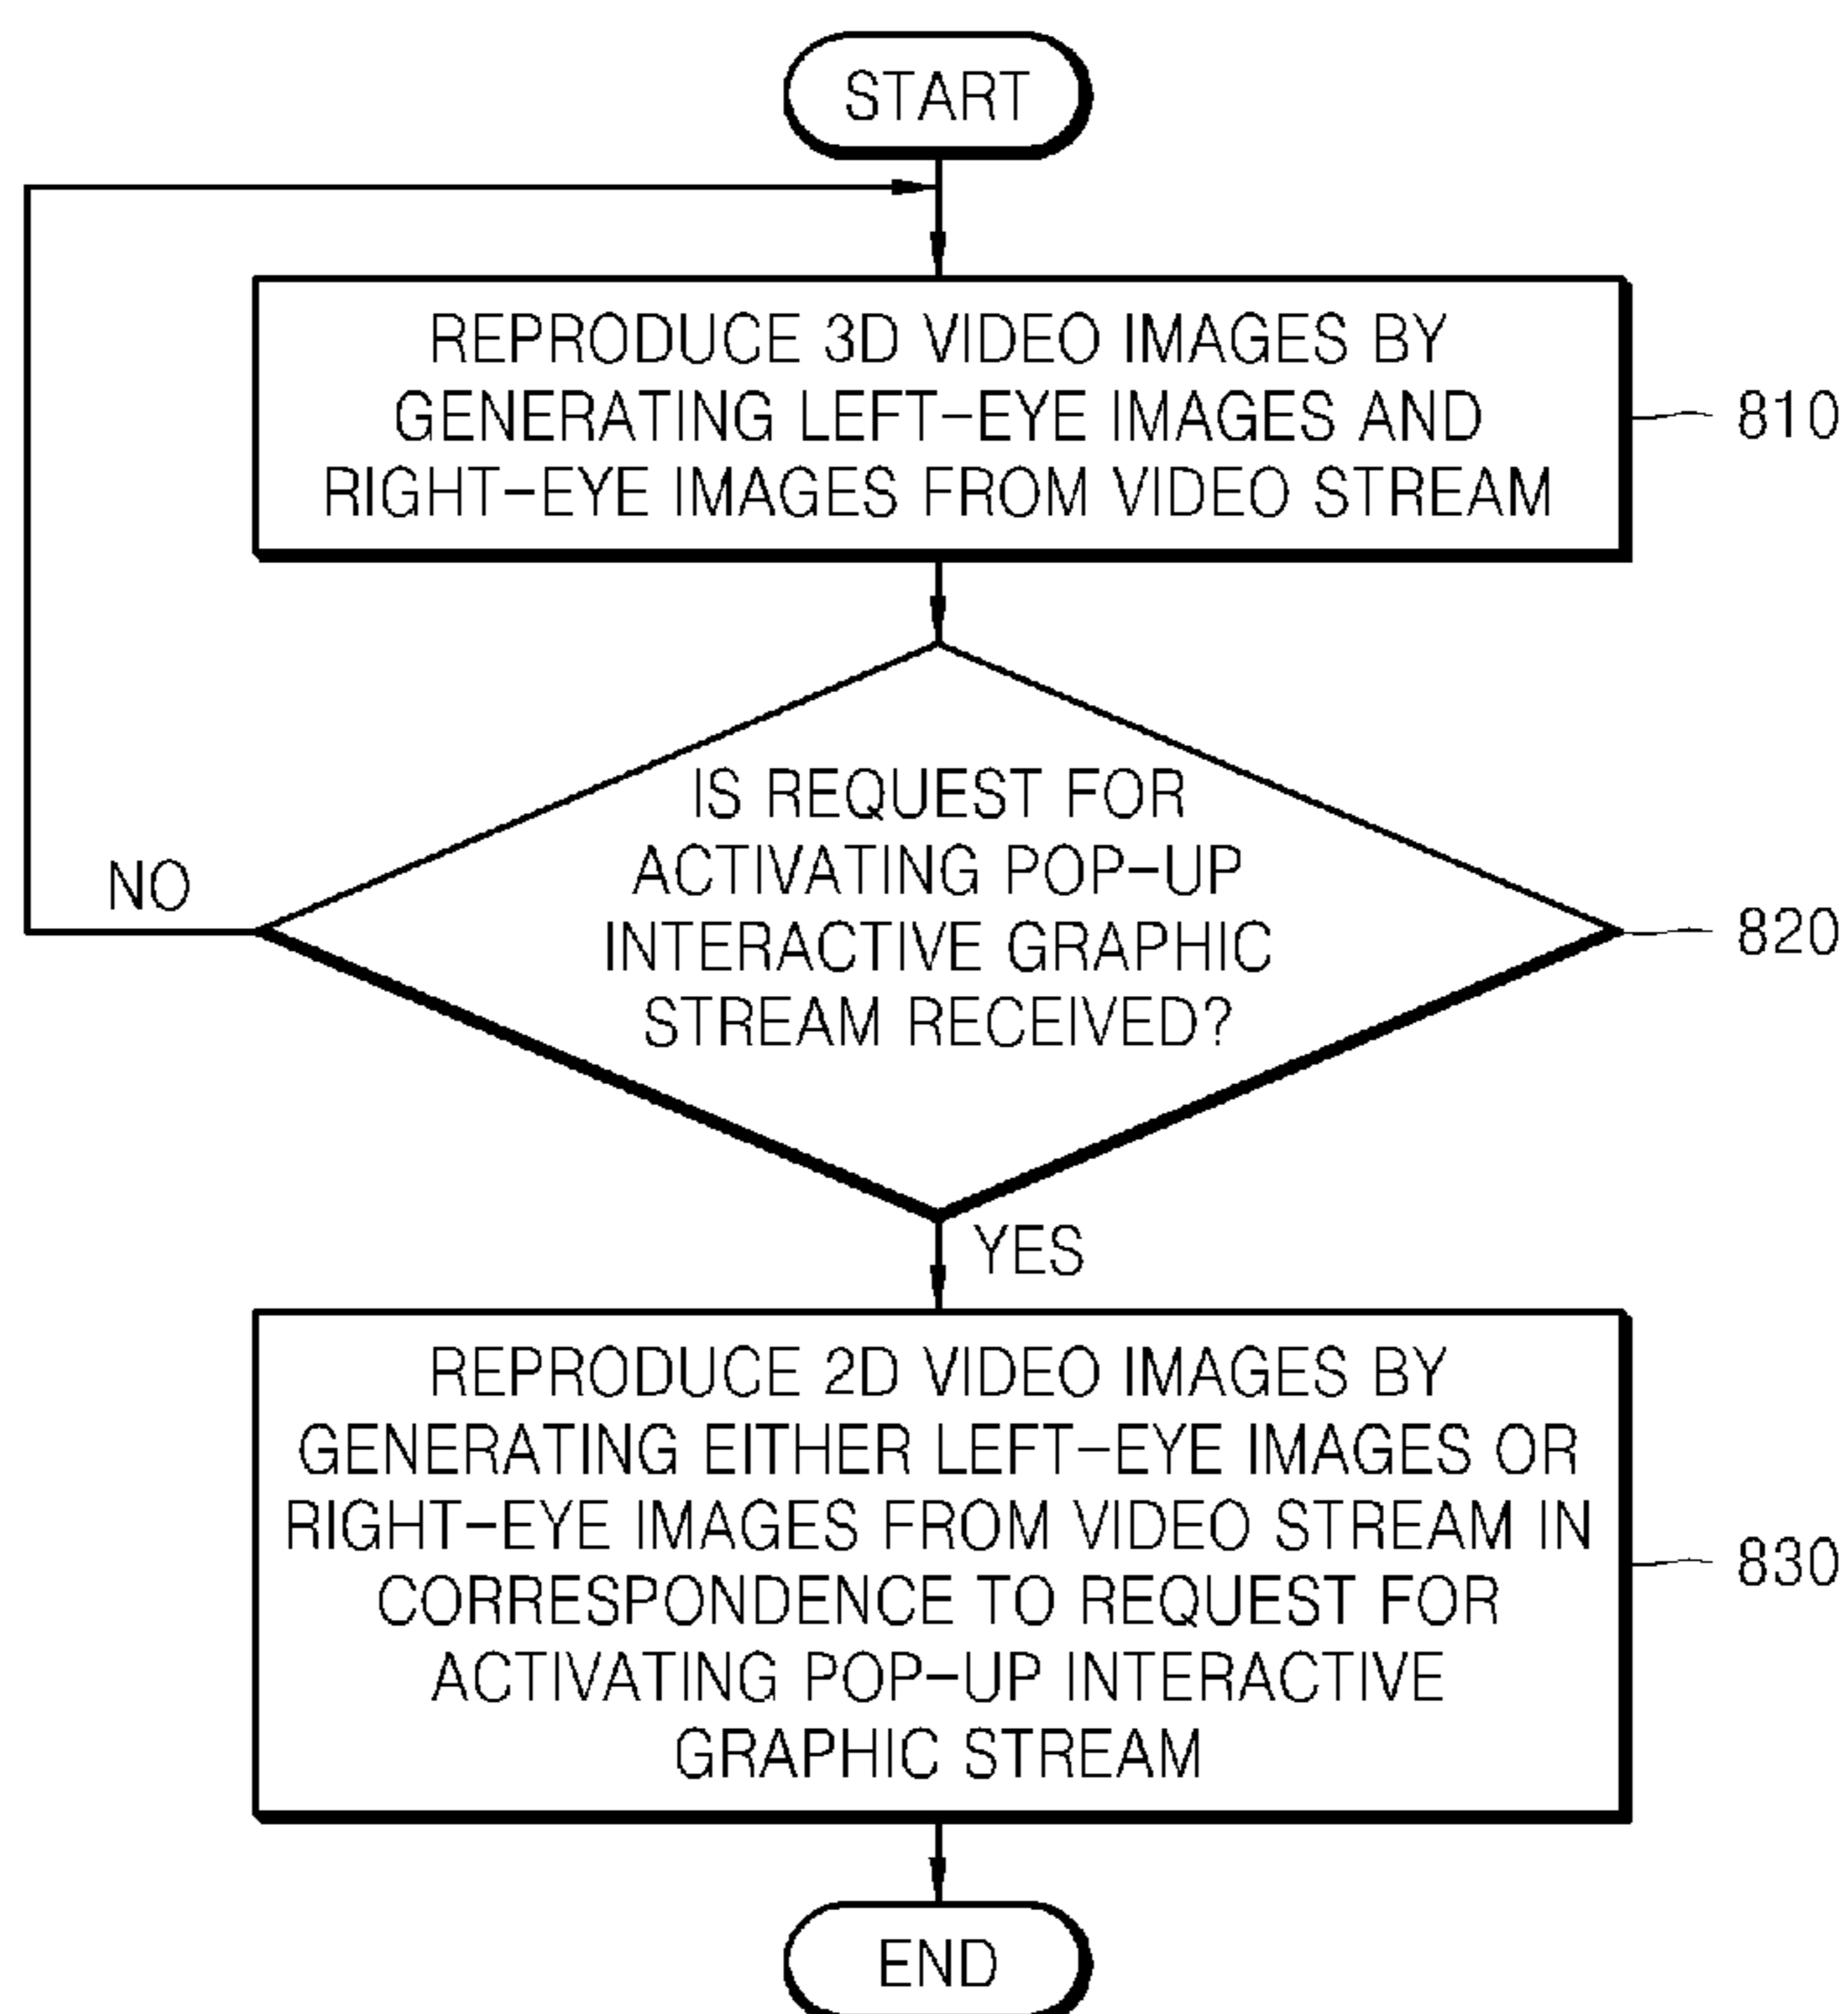 START
REPRODUCE 3D VIDEO IMAGES BY
GENERATING LEFT-EYE IMAGES AND
RIGHT-EYE IMAGES FROM VIDEO STREAM
810
IS REQUEST FOR
ACTIVATING POP-UP
INTERACTIVE GRAPHIC
STREAM RECEIVED?
820
NO
YES
REPRODUCE 2D VIDEO IMAGES BY
GENERATING EITHER LEFT-EYE IMAGES OR
RIGHT-EYE IMAGES FROM VIDEO STREAM IN
CORRESPONDENCE TO REQUEST FOR
ACTIVATING POP-UP INTERACTIVE
GRAPHIC STREAM
830
END